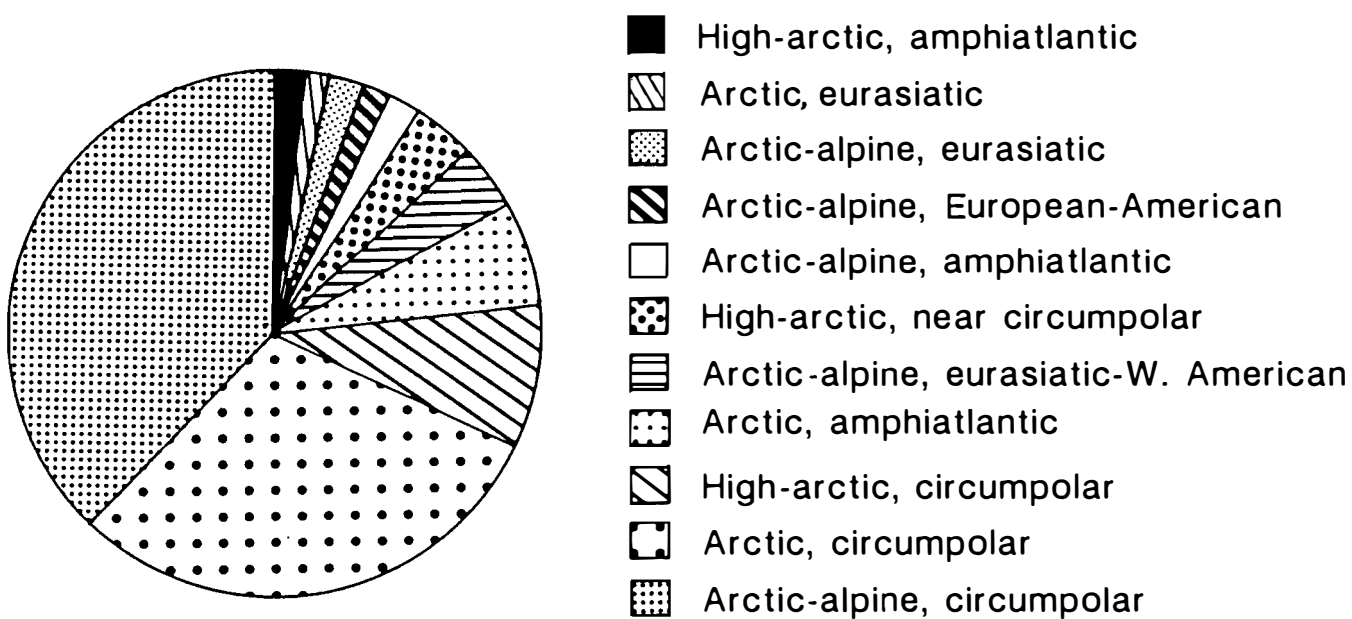 High-arctic, amphiatlantic
Arctic, eurasiatic
Arctic-alpine, eurasiatic
Arctic-alpine, European-American
Arctic-alpine, amphiatlantic
High-arctic, near circumpolar
Arctic-alpine, eurasiatic-W. American
Arctic, amphiatlantic
High-arctic, circumpolar
Arctic, circumpolar
Arctic-alpine, circumpolar